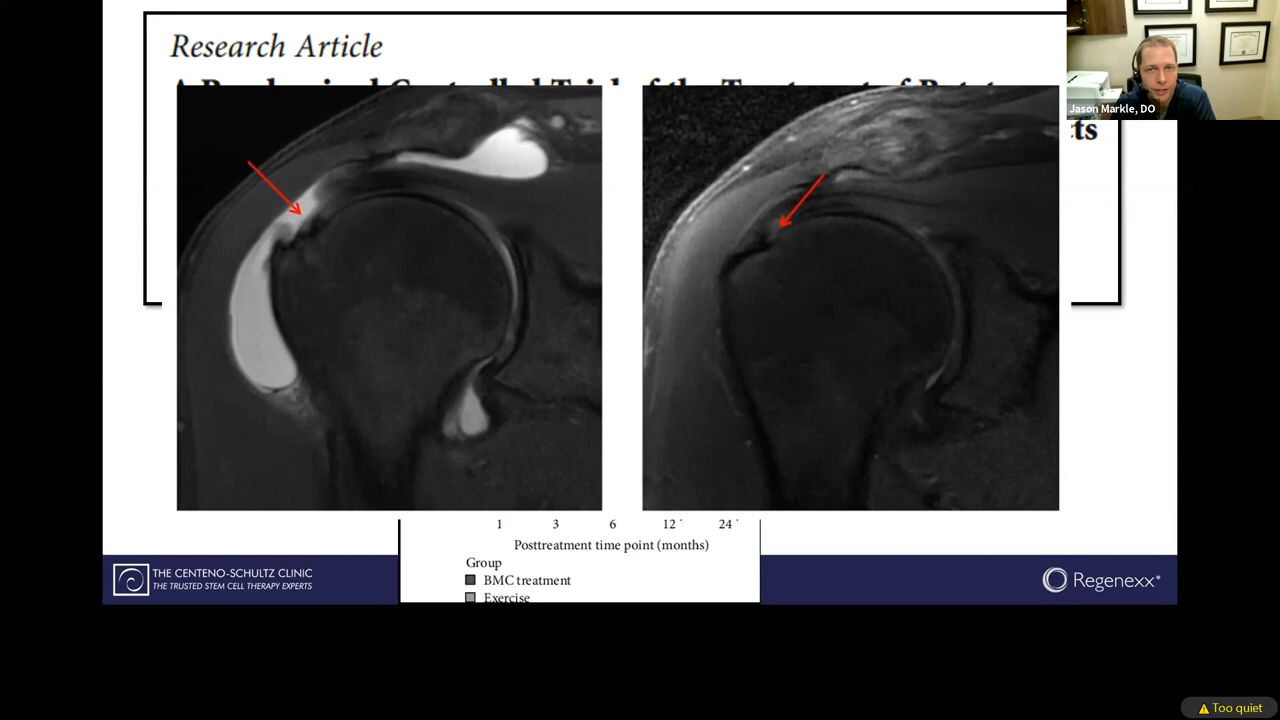 Research Article
Jason Markle, DO
cts
1 3 6 12 24
Posttreatment time point (months)
Group
BMC treatment
Exercise
THE CENTENO-SCHULTZ CLINIC
THE TRUSTED STEM CELL THERAPY EXPERTS
Regenexx®
Too quiet